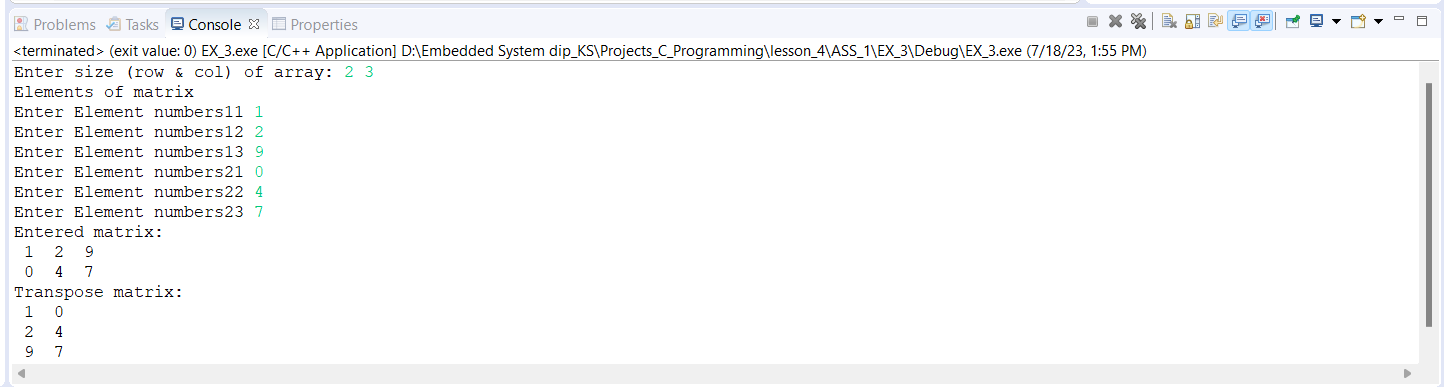 Problems Tasks Console Properties
<terminated> (exit value: 0) EX_3.exe [C/C++ Application] D:\Embedded System dip_KS\Projects_C_Programming\lesson_4\ASS_1\EX_3\Debug\EX_3.exe (7/18/23, 1:55 PM)
Enter size (row & col) of array: 2 3
Elements of matrix
Enter Element numbers11 1
Enter Element numbers12 2
Enter Element numbers13 9
Enter Element numbers21 0
Enter Element numbers22 4
Enter Element numbers23 7
Entered matrix:
1 2 9
0 4 7
Transpose matrix:
1 0
2 4
9 7